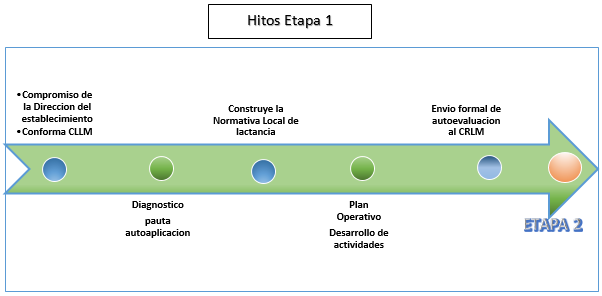 Hitos Etapa 1
•Compromiso de
la Direccion del
establecimiento
•Conforma CLLM
Construye la
Normativa Local de
lactancia
Envio formal de
autoevaluacion
al CRLM
Diagnostico
pauta
autoaplicacion
Plan
Operativo
Desarrollo de
actividades
ETAPA 2